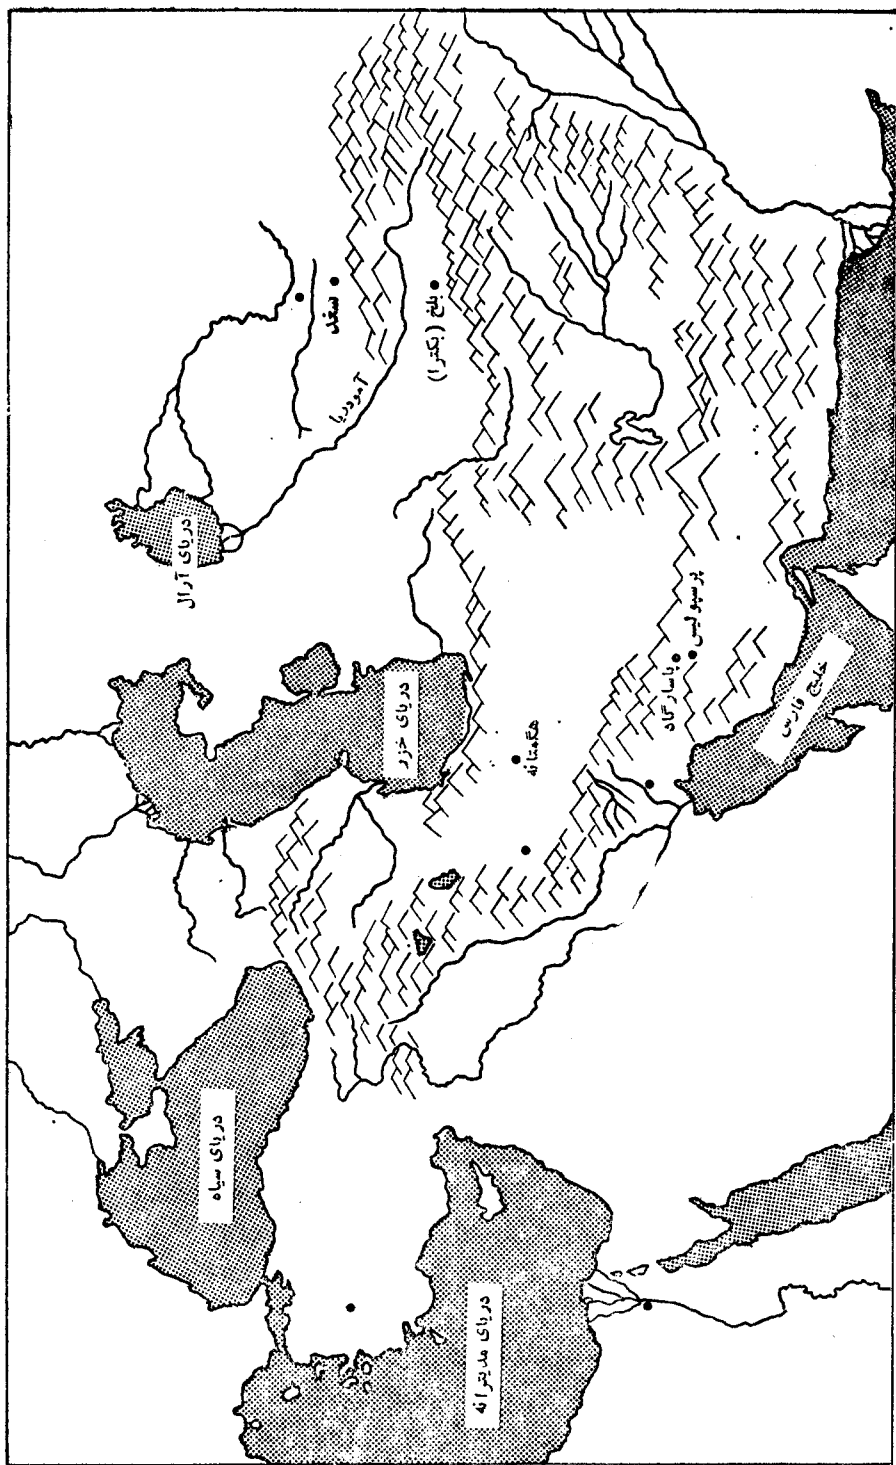 دریای سیاه
دریای مدیترانه
دریای خزر
دریای آرال
آمودریا
سغد
بلخ (بکترا)
هگمتانه
پاسارگاد
پرسپولیس
خلیج فارس